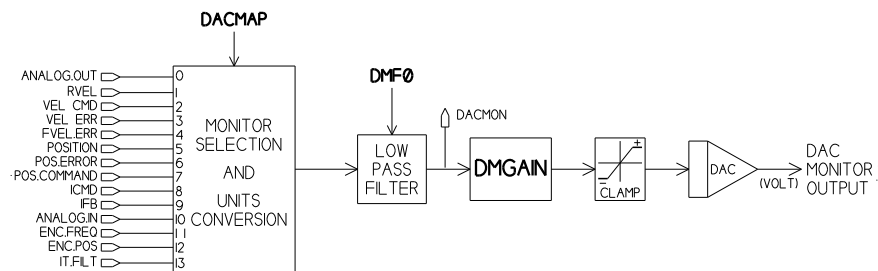 DACMAP
ANALOG.OUT 0
RVEL 1
VEL CMD 2
VEL ERR 3
FVEL.ERR 4
POSITION 5
POS.ERROR 6
POS.COMMAND 7
ICMD 8
IFB 9
ANALOG.IN 10
ENC.FREQ 11
ENC.POS 12
IT.FILT 13
MONITOR
SELECTION
AND
UNITS
CONVERSION
DMF0
LOW
PASS
FILTER
DACMON
DMGAIN
+
−
CLAMP
DAC
(VOLT)
DAC
MONITOR
OUTPUT